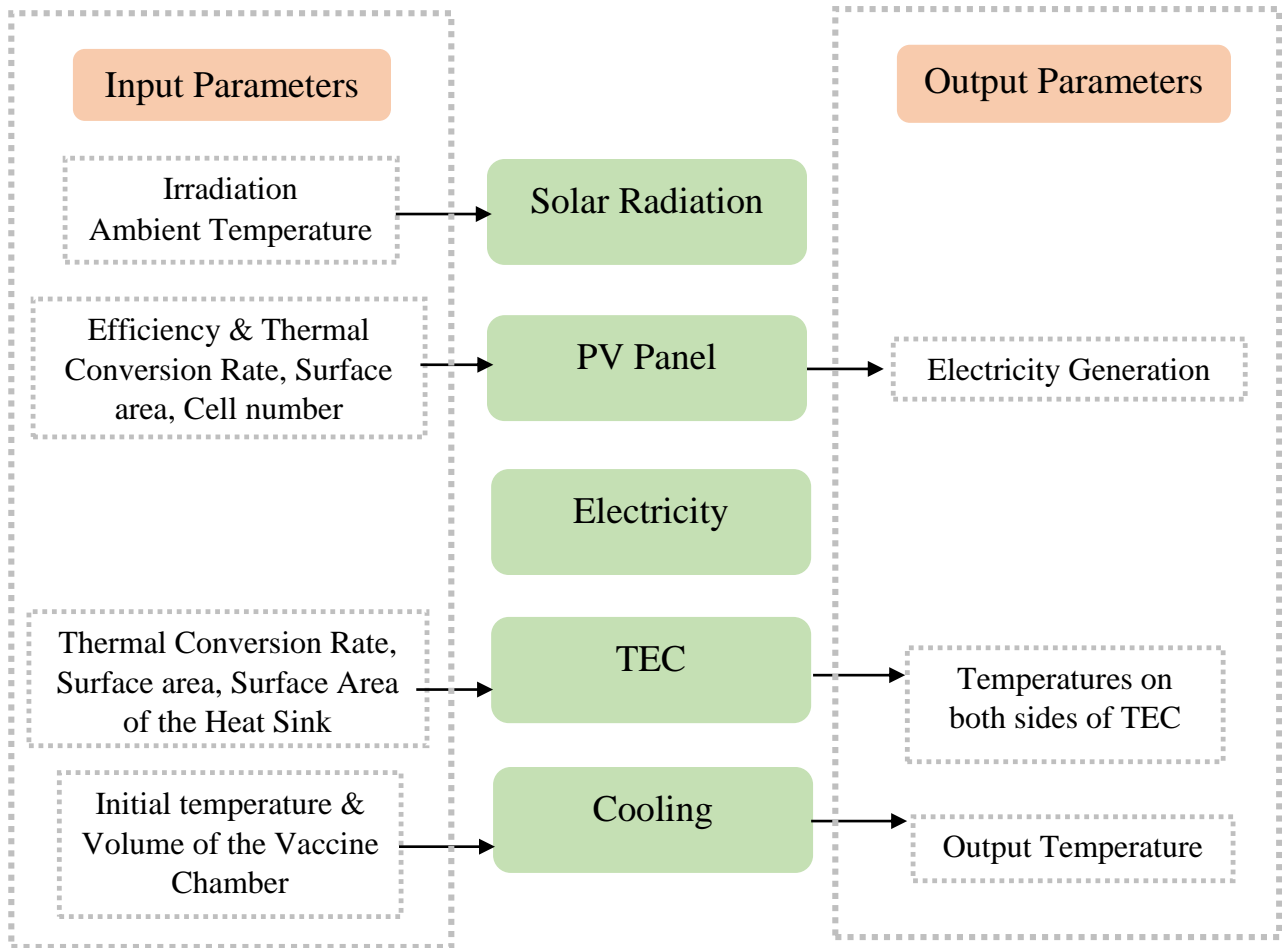 Input Parameters
Output Parameters
Irradiation
Ambient Temperature
Solar Radiation
Efficiency & Thermal
Conversion Rate, Surface
area, Cell number
PV Panel
Electricity Generation
Electricity
Thermal Conversion Rate,
Surface area, Surface Area
of the Heat Sink
TEC
Temperatures on
both sides of TEC
Initial temperature &
Volume of the Vaccine
Chamber
Cooling
Output Temperature